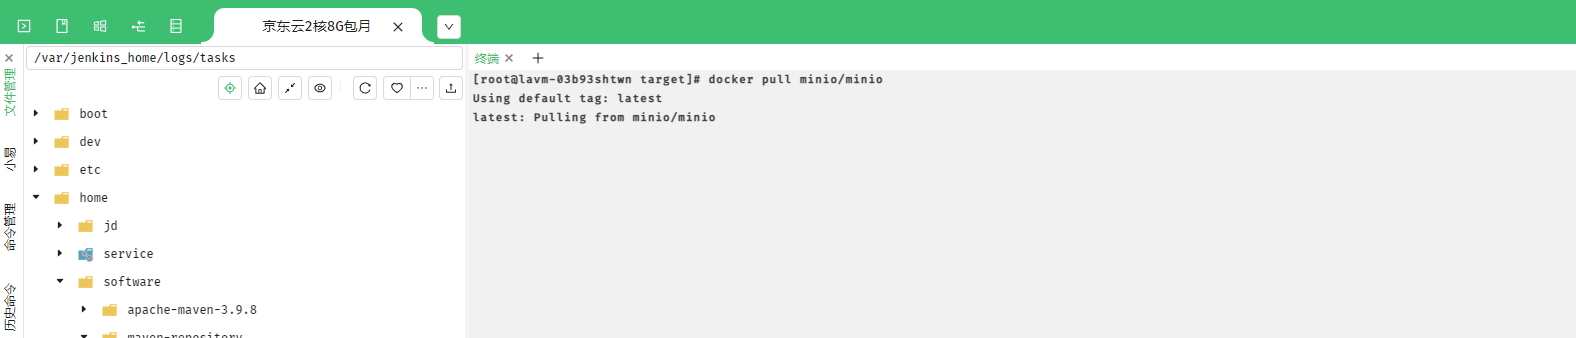 京东云2核8G包月
/var/jenkins_home/logs/tasks
文件管理
小易
命令管理
历史命令
boot
dev
etc
home
jd
service
software
apache-maven-3.9.8
maven-repository
终端
[root@lavm-03b93shtwn target]# docker pull minio/minio
Using default tag: latest
latest: Pulling from minio/minio